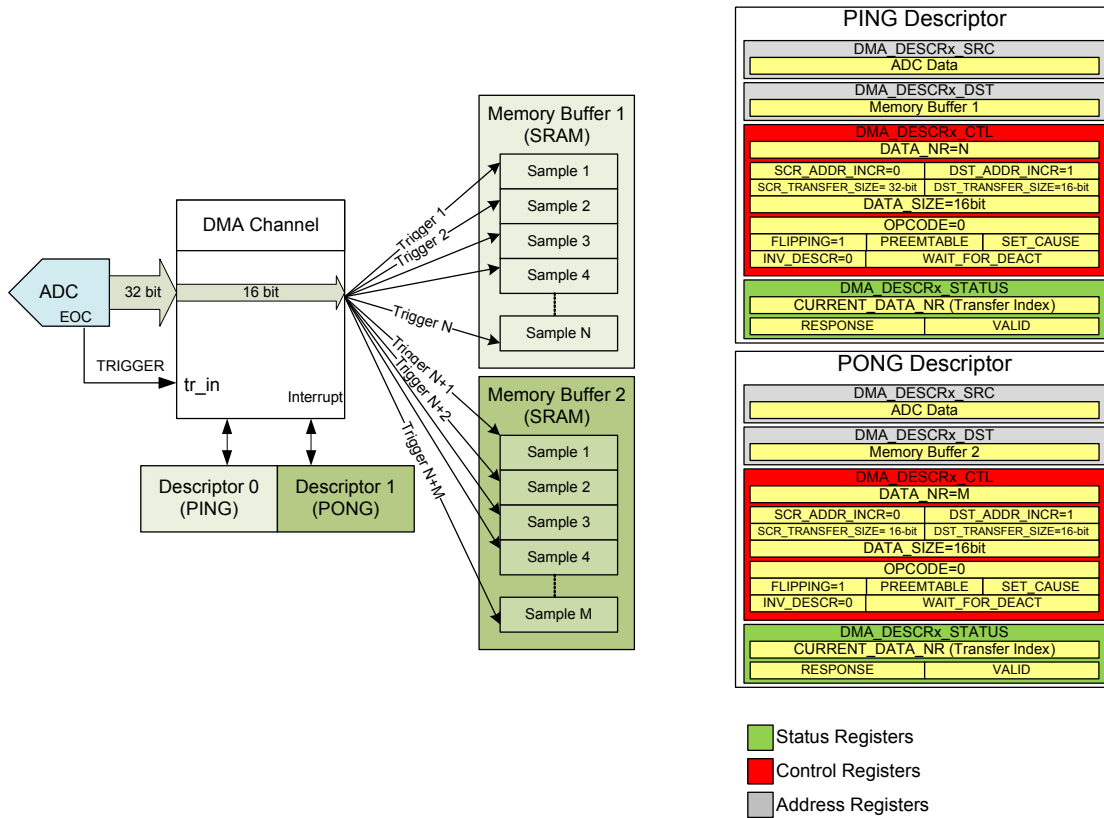 ADC
EOC
32 bit
TRIGGER
DMA Channel
16 bit
tr_in
Interrupt
Descriptor 0
(PING)
Descriptor 1
(PONG)
Trigger 1
Trigger 2
Trigger N
Trigger N+1
Trigger N+2
Trigger N+M
Memory Buffer 1
(SRAM)
Sample 1
Sample 2
Sample 3
Sample 4
Sample N
Memory Buffer 2
(SRAM)
Sample 1
Sample 2
Sample 3
Sample 4
Sample M
PING Descriptor
DMA_DESCRx_SRC
ADC Data
DMA_DESCRx_DST
Memory Buffer 1
DMA_DESCRx_CTL
DATA_NR=N
SCR_ADDR_INCR=0 DST_ADDR_INCR=1
SCR_TRANSFER_SIZE= 32-bit DST_TRANSFER_SIZE=16-bit
DATA_SIZE=16bit
OPCODE=0
FLIPPING=1 PREEMTABLE SET_CAUSE
INV_DESCR=0 WAIT_FOR_DEACT
DMA_DESCRx_STATUS
CURRENT_DATA_NR (Transfer Index)
RESPONSE VALID
PONG Descriptor
DMA_DESCRx_SRC
ADC Data
DMA_DESCRx_DST
Memory Buffer 2
DMA_DESCRx_CTL
DATA_NR=M
SCR_ADDR_INCR=0 DST_ADDR_INCR=1
SCR_TRANSFER_SIZE= 16-bit DST_TRANSFER_SIZE=16-bit
DATA_SIZE=16bit
OPCODE=0
FLIPPING=1 PREEMTABLE SET_CAUSE
INV_DESCR=0 WAIT_FOR_DEACT
DMA_DESCRx_STATUS
CURRENT_DATA_NR (Transfer Index)
RESPONSE VALID
Status Registers
Control Registers
Address Registers